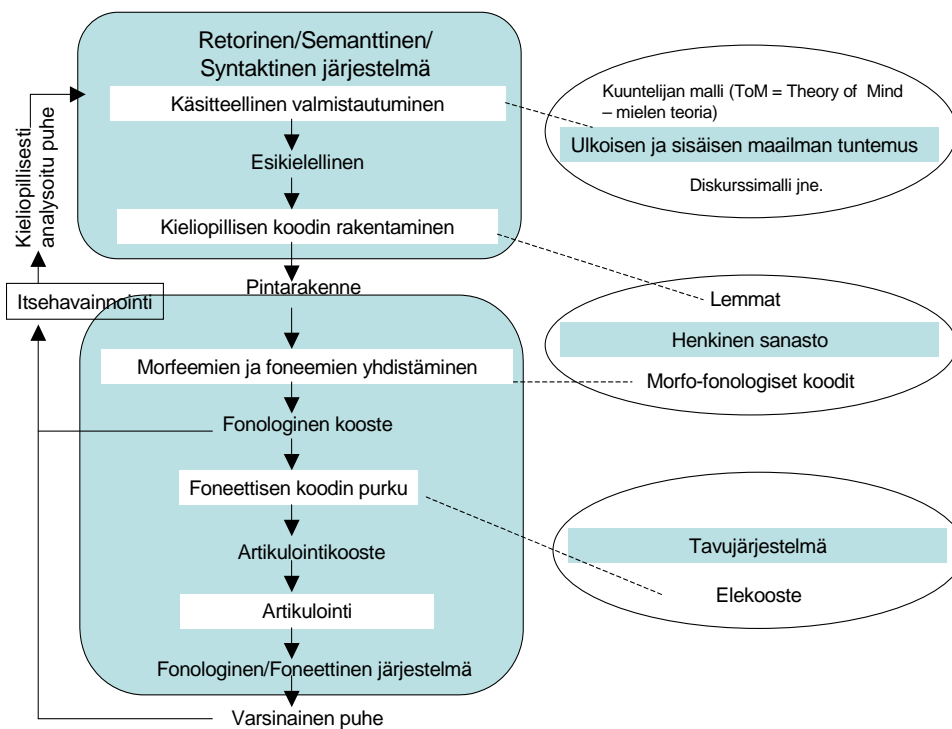 Retorinen/Semanttinen/
Syntaktinen järjestelmä
Käsitteellinen valmistautuminen
Esikielellinen
Kieliopillisen koodin rakentaminen
Pintarakenne
Morfeemien ja foneemien yhdistäminen
Fonologinen kooste
Foneettisen koodin purku
Artikulointikooste
Artikulointi
Fonologinen/Foneettinen järjestelmä
Varsinainen puhe
Kieliopillisesti
analysoitu puhe
Itsehavainnointi
Kuuntelijan malli (ToM = Theory of Mind
– mielen teoria)
Ulkoisen ja sisäisen maailman tuntemus
Diskurssimalli jne.
Lemmat
Henkinen sanasto
Morfo-fonologiset koodit
Tavujärjestelmä
Elekooste